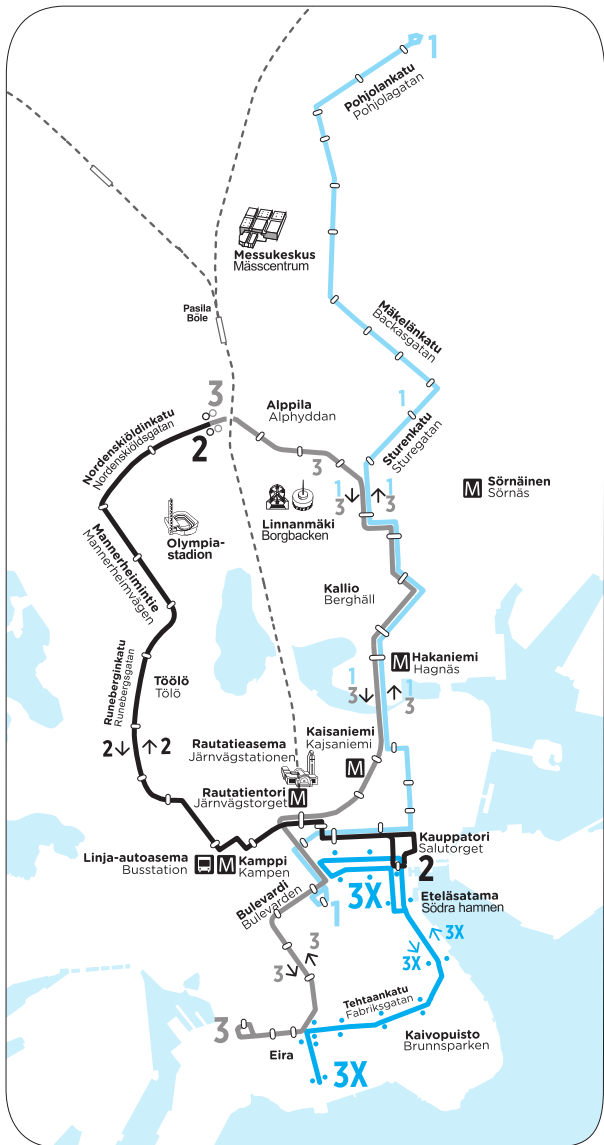 1
Pohjolankatu
Pohjolagatan
Messukeskus
Mässcentrum
Pasila
Böle
Mäkelänkatu
Backasgatan
1
Sturenkatu
Sturegatan
3
Alppila
Alphyddan
Nordenskiöldinkatu
Nordenskiöldsgatan
2
3
1
3
1
3
M
Sörnäinen
Sörnäs
Linnanmäki
Borgbacken
Olympia-
stadion
Mannerheimintie
Mannerheimvägen
Kallio
Berghäll
Runeberginkatu
Runebergsgatan
Töölö
Tölö
M
Hakaniemi
Hagnäs
1
3
1
3
2
2
Rautatieasema
Järnvägstationen
Kaisaniemi
Kajsaniemi
M
Rautatientori
Järnvägstorget
M
Linja-autoasema
Busstation
M
Kamppi
Kampen
Kauppatori
Salutorget
2
Bulevardi
Bulevarden
1
3X
Eteläsatama
Södra hamnen
3X
3X
3
3
Tehtaankatu
Fabriksgatan
3
Eira
Kaivopuisto
Brunnsparken
3X